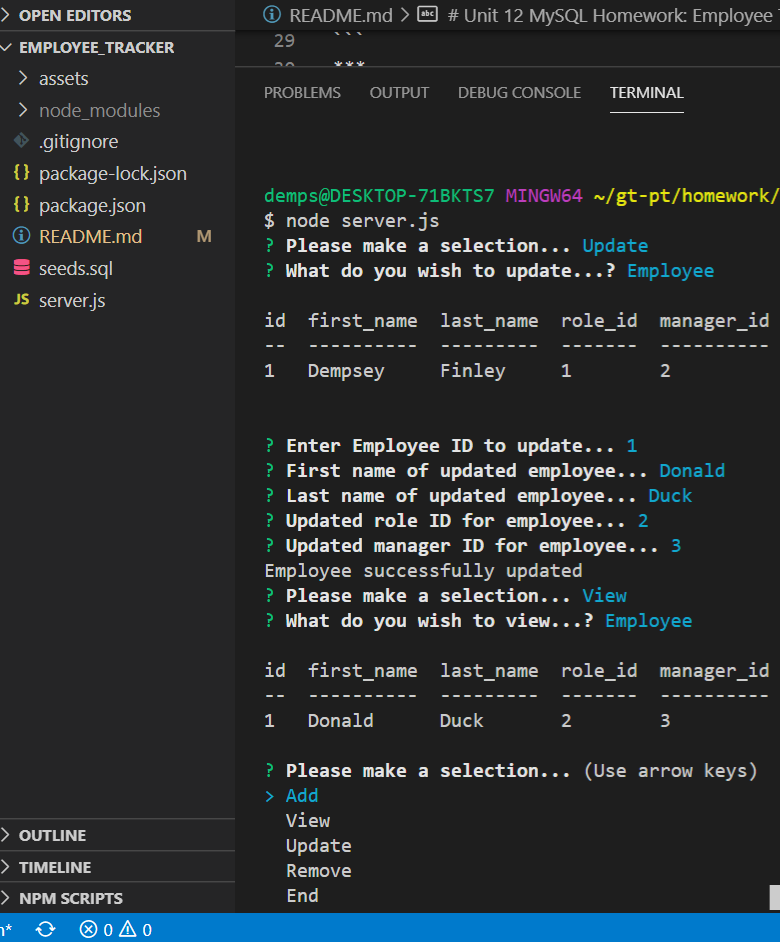 OPEN EDITORS
EMPLOYEE_TRACKER
assets
node_modules
.gitignore
{} package-lock.json
{} package.json
README.md M
seeds.sql
JS server.js
OUTLINE
TIMELINE
NPM SCRIPTS
0 0
README.md > abc # Unit 12 MySQL Homework: Employee
29 ```
PROBLEMS OUTPUT DEBUG CONSOLE TERMINAL
demps@DESKTOP-71BKTS7 MINGW64 ~/gt-pt/homework/
$ node server.js
? Please make a selection... Update
? What do you wish to update...? Employee
id first_name last_name role_id manager_id
-- ---------- --------- ------- ----------
1 Dempsey Finley 1 2
? Enter Employee ID to update... 1
? First name of updated employee... Donald
? Last name of updated employee... Duck
? Updated role ID for employee... 2
? Updated manager ID for employee... 3
Employee successfully updated
? Please make a selection... View
? What do you wish to view...? Employee
id first_name last_name role_id manager_id
-- ---------- --------- ------- ----------
1 Donald Duck 2 3
? Please make a selection... (Use arrow keys)
> Add
View
Update
Remove
End